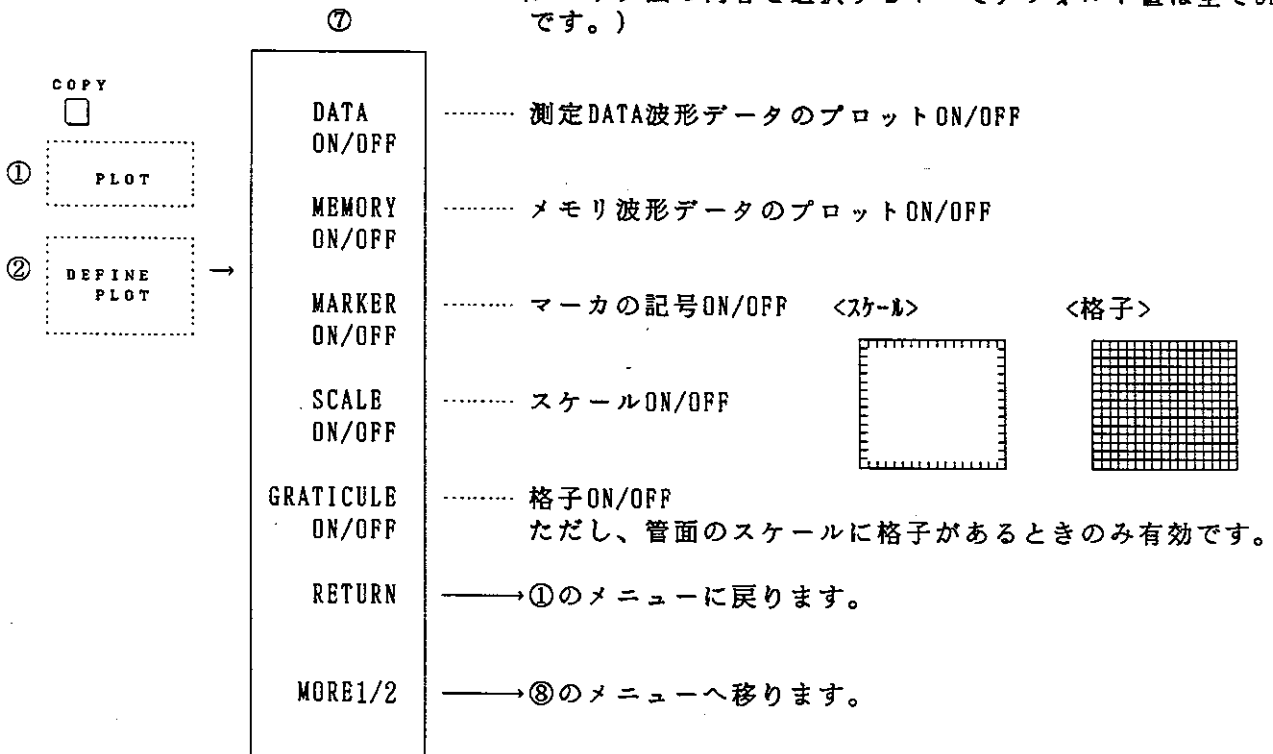 ⑦
です。)
COPY
① PLOT
② DEFINE
PLOT
→
DATA ……… 測定DATA波形データのプロットON/OFF
ON/OFF
MEMORY ……… メモリ波形データのプロットON/OFF
ON/OFF
MARKER ……… マーカの記号ON/OFF <スケール> <格子>
ON/OFF
SCALE ……… スケールON/OFF
ON/OFF
GRATICULE ……… 格子ON/OFF
ON/OFF ただし、管面のスケールに格子があるときのみ有効です。
RETURN ——→①のメニューに戻ります。
MORE1/2 ——→⑧のメニューへ移ります。